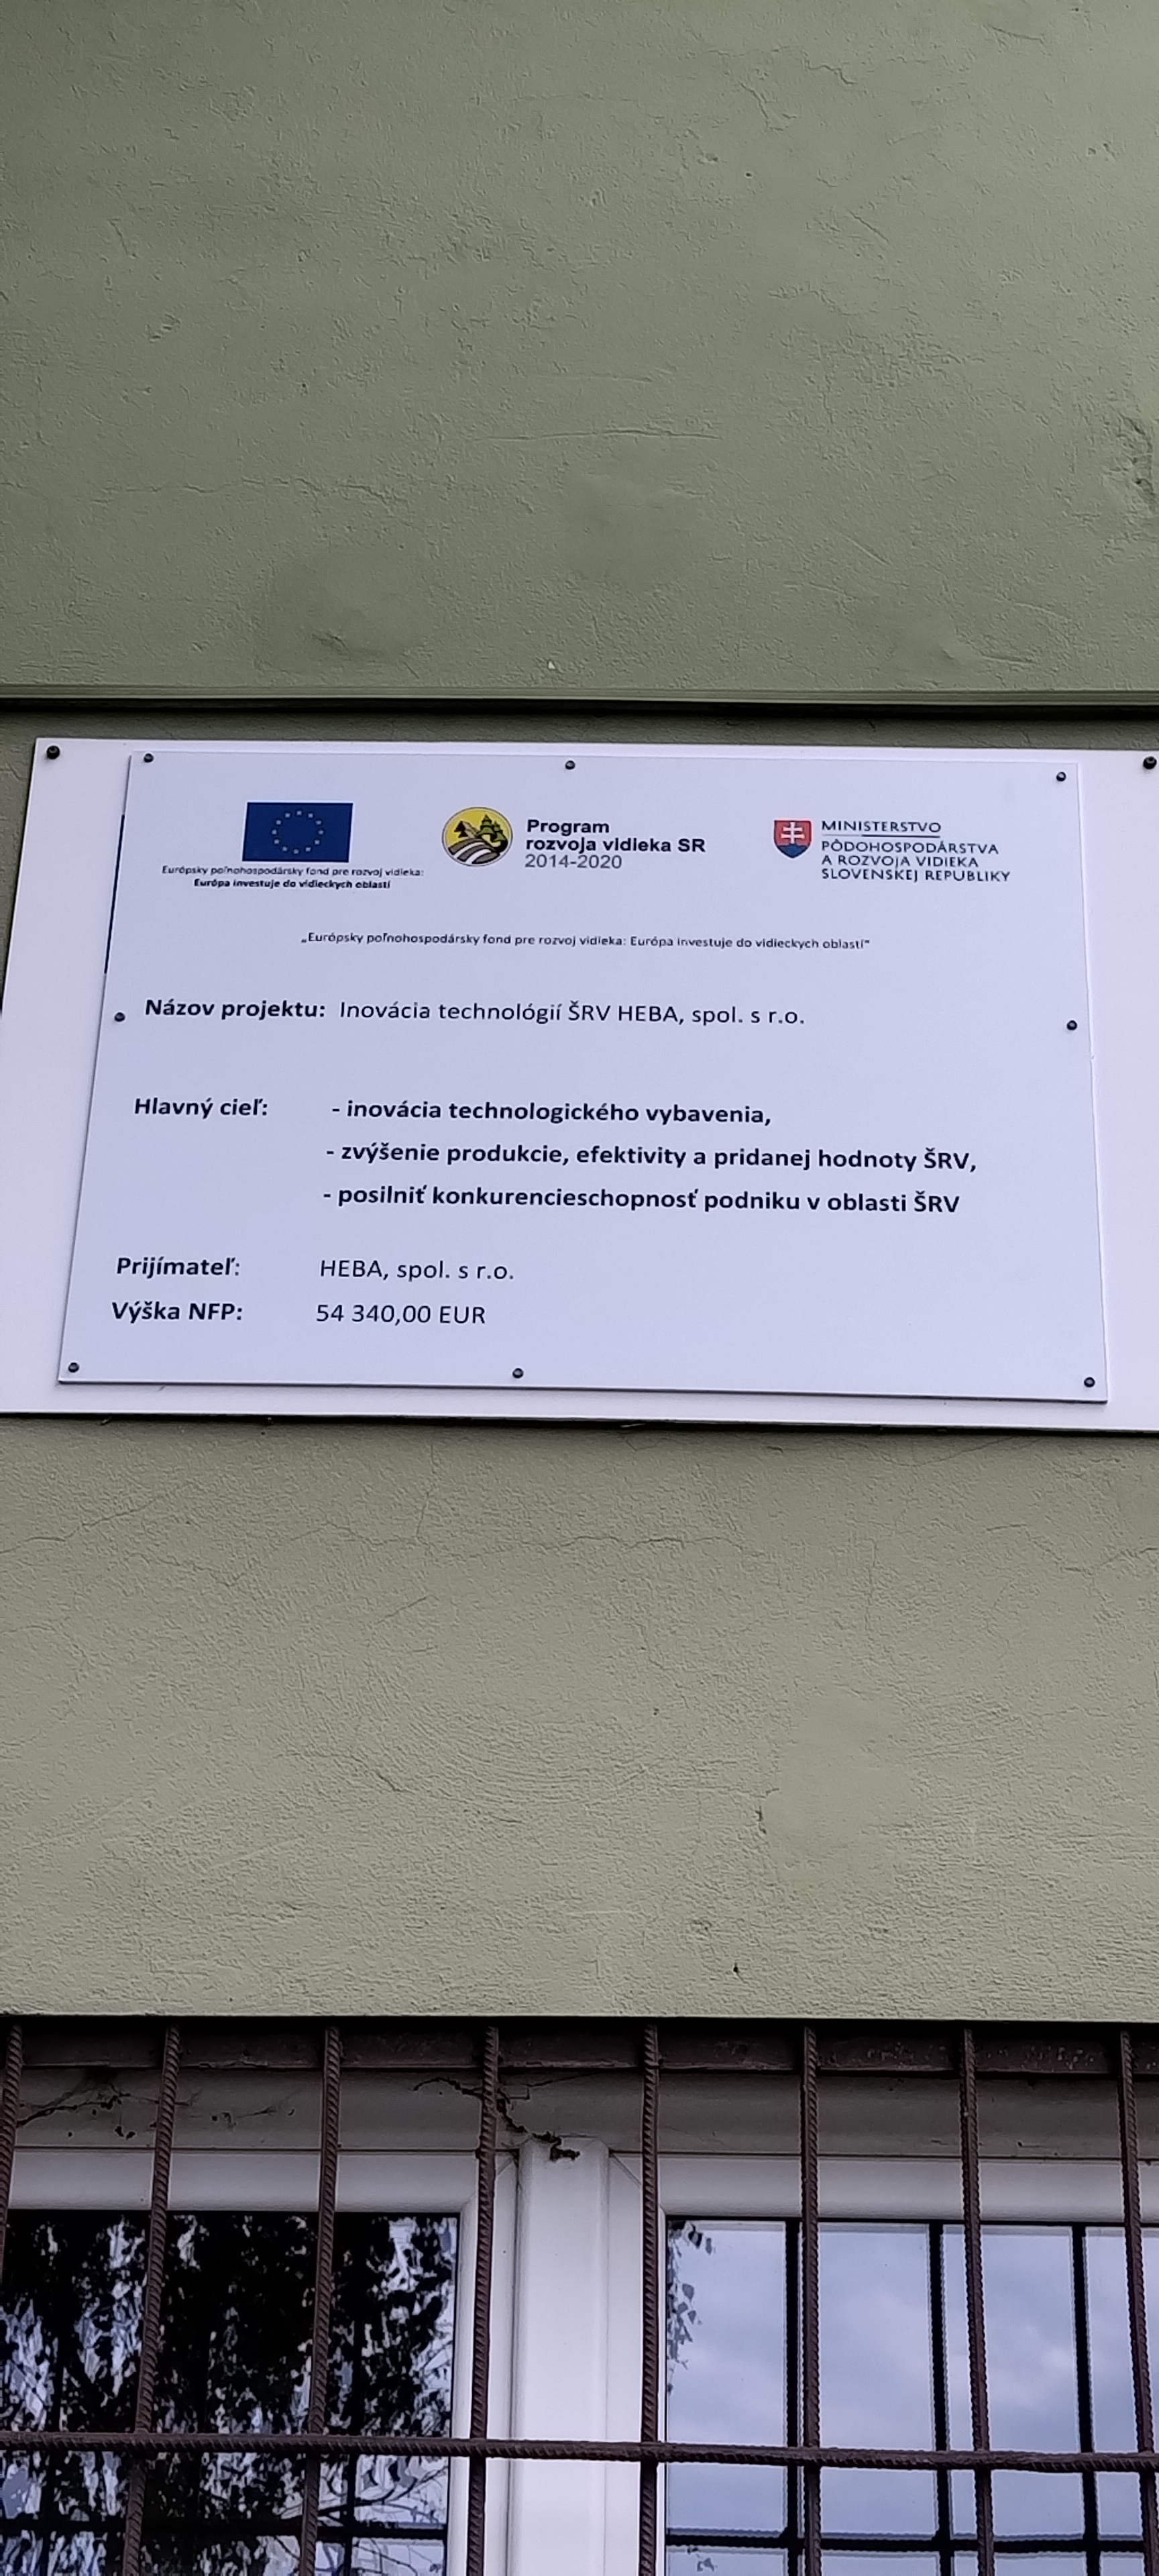 Európsky poľnohospodársky fond pre rozvoj vidieka:
Európa investuje do vidieckych oblastí
Program
rozvoja vidieka SR
2014-2020
MINISTERSTVO
PÔDOHOSPODÁRSTVA
A ROZVOJA VIDIEKA
SLOVENSKEJ REPUBLIKY
„Európsky poľnohospodársky fond pre rozvoj vidieka: Európa investuje do vidieckych oblastí"
Názov projektu: Inovácia technológií ŠRV HEBA, spol. s r.o.
Hlavný cieľ: - inovácia technologického vybavenia,
- zvýšenie produkcie, efektivity a pridanej hodnoty ŠRV,
- posilniť konkurencieschopnosť podniku v oblasti ŠRV
Prijímateľ: HEBA, spol. s r.o.
Výška NFP: 54 340,00 EUR